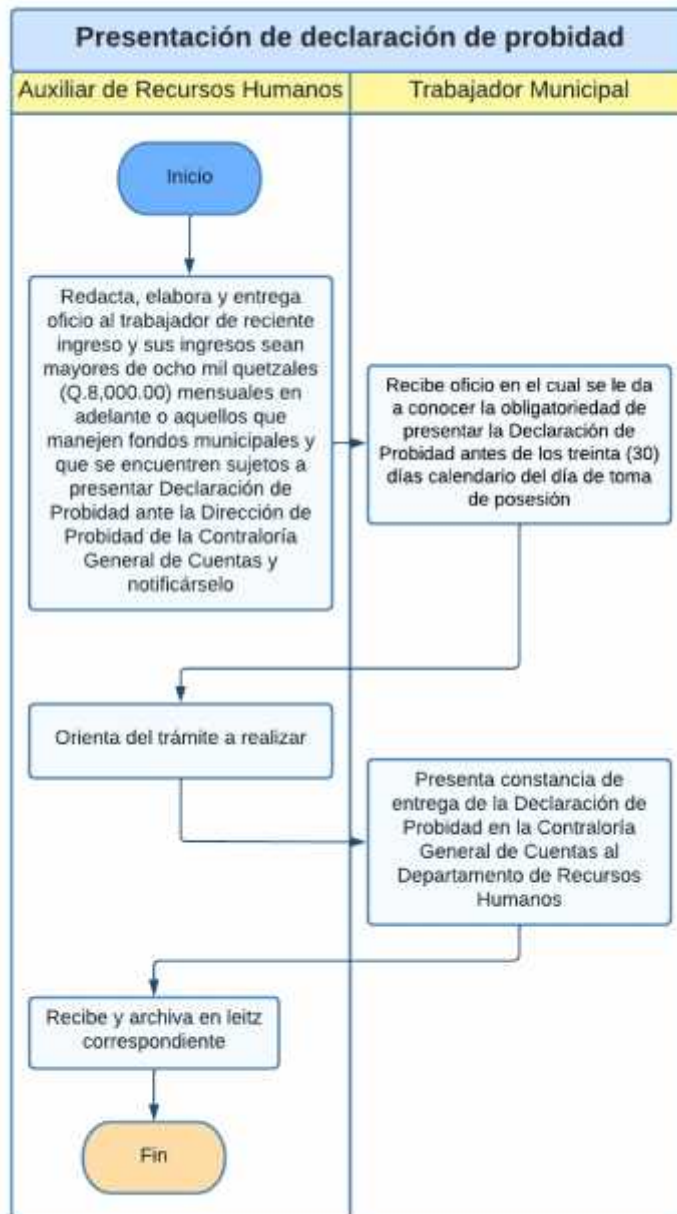 Presentación de declaración de probidad
Auxiliar de Recursos Humanos
Trabajador Municipal
Inicio
Redacta, elabora y entrega
oficio al trabajador de reciente
ingreso y sus ingresos sean
mayores de ocho mil quetzales
(Q.8,000.00) mensuales en
adelante o aquellos que
manejen fondos municipales y
que se encuentren sujetos a
presentar Declaración de
Probidad ante la Dirección de
Probidad de la Contraloría
General de Cuentas y
notificárselo
Recibe oficio en el cual se le da
a conocer la obligatoriedad de
presentar la Declaración de
Probidad antes de los treinta (30)
días calendario del día de toma
de posesión
Orienta del trámite a realizar
Presenta constancia de
entrega de la Declaración de
Probidad en la Contraloría
General de Cuentas al
Departamento de Recursos
Humanos
Recibe y archiva en leitz
correspondiente
Fin